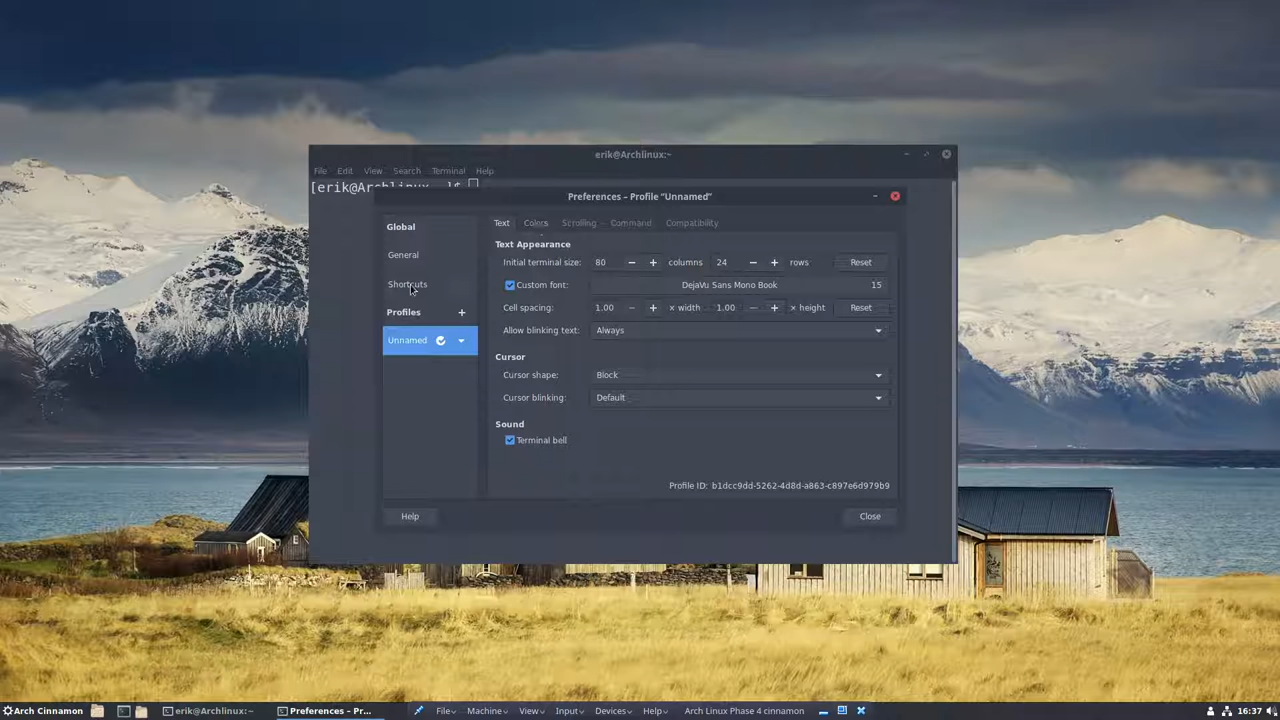 erik@Archlinux:~
File Edit View Search Terminal Help
[erik@Archlinux ~]$
Preferences – Profile “Unnamed”
Global
General
Shortcuts
Profiles +
Unnamed
Text Colors Scrolling Command Compatibility
Text Appearance
Initial terminal size: 80 − + columns 24 − + rows Reset
Custom font: DejaVu Sans Mono Book 15
Cell spacing: 1.00 − + × width 1.00 − + × height Reset
Allow blinking text: Always
Cursor
Cursor shape: Block
Cursor blinking: Default
Sound
Terminal bell
Profile ID: b1dcc9dd-5262-4d8d-a863-c897e6d979b9
Help Close
Arch Cinnamon erik@Archlinux:~ Preferences – Pr... File Machine View Input Devices Help Arch Linux Phase 4 cinnamon 16:37